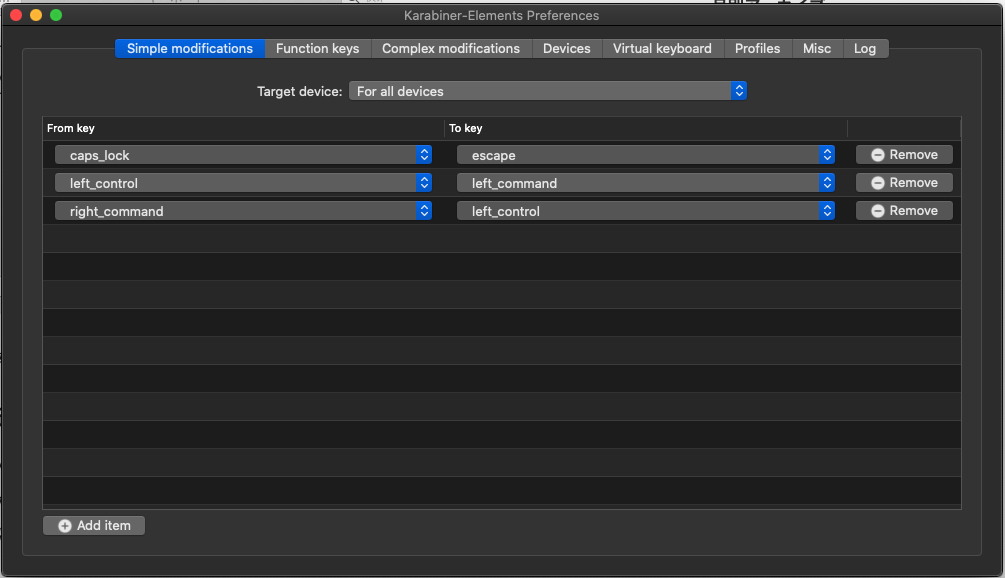 Karabiner-Elements Preferences
Simple modifications Function keys Complex modifications Devices Virtual keyboard Profiles Misc Log
Target device: For all devices
From key To key
caps_lock escape Remove
left_control left_command Remove
right_command left_control Remove
Add item